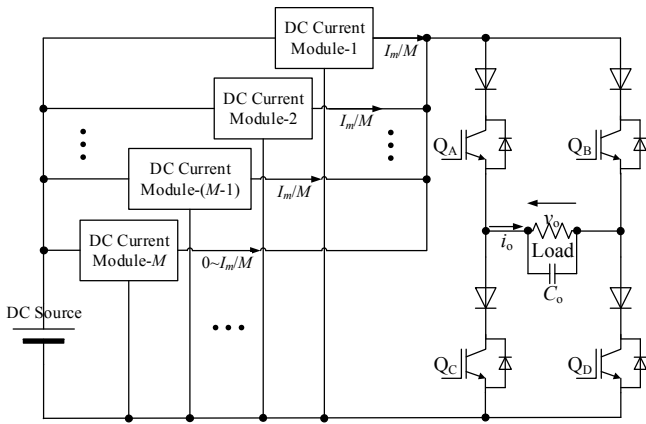 DC Current
Module-1
I_m/M
DC Current
Module-2
I_m/M
DC Current
Module-(M-1)
I_m/M
DC Current
Module-M
0~I_m/M
DC Source
Q_A
Q_B
v_o
i_o
Load
C_o
Q_C
Q_D